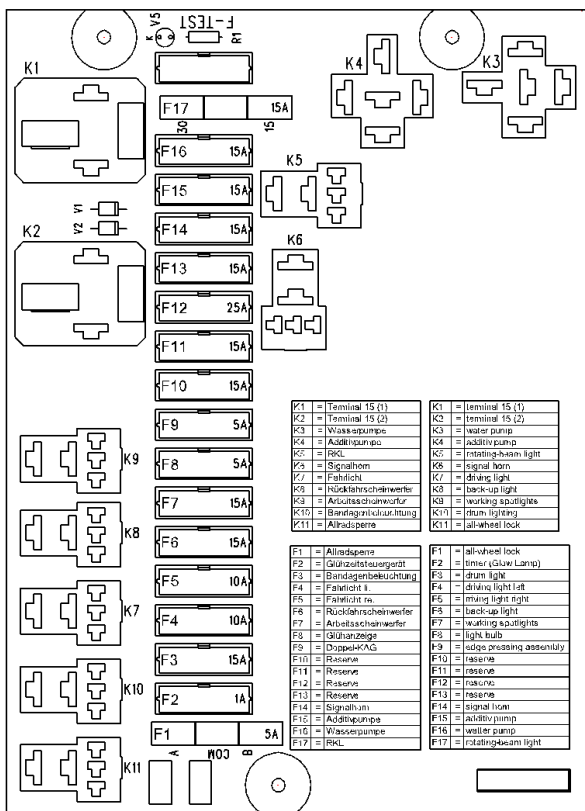 F-TEST
K
V5
R1
K1
K4
K3
F17 15A
30
15
F16 15A
K5
F15 15A
V1
V2
F14 15A
K2
K6
F13 15A
F12 25A
F11 15A
F10 15A
F9 5A
K9
F8 5A
F7 15A
K8
F6 15A
F5 10A
K7
F4 10A
F3 15A
K10
F2 1A
F1 5A
A
COM
B
K11
K1 = Terminal 15 (1)
K2 = Terminal 15 (2)
K3 = Wasserpumpe
K4 = Additivpumpe
K5 = RKL
K6 = Signalhorn
K7 = Fahrlicht
K8 = Rückfahrscheinwerfer
K9 = Arbeitsscheinwerfer
K10 = Bandagenbeleuchtung
K11 = Allradsperre
K1 = terminal 15 (1)
K2 = terminal 15 (2)
K3 = water pump
K4 = additiv pump
K5 = rotating-beam light
K6 = signal horn
K7 = driving light
K8 = back-up light
K9 = working spotlights
K10 = drum lighting
K11 = all-wheel lock
F1 = Allradsperre
F2 = Glühzeitsteuergerät
F3 = Bandagenbeleuchtung
F4 = Fahrlicht li.
F5 = Fahrlicht re.
F6 = Rückfahrscheinwerfer
F7 = Arbeitsscheinwerfer
F8 = Glühanzeige
F9 = Doppel-KAG
F10 = Reserve
F11 = Reserve
F12 = Reserve
F13 = Reserve
F14 = Signalhorn
F15 = Additivpumpe
F16 = Wasserpumpe
F17 = RKL
F1 = all-wheel lock
F2 = timer (Glow Lamp)
F3 = drum light
F4 = driving light left
F5 = driving light right
F6 = back-up light
F7 = working spotlights
F8 = light bulb
F9 = edge pressing assembly
F10 = reserve
F11 = reserve
F12 = reserve
F13 = reserve
F14 = signal horn
F15 = additiv pump
F16 = watter pump
F17 = rotating-beam light